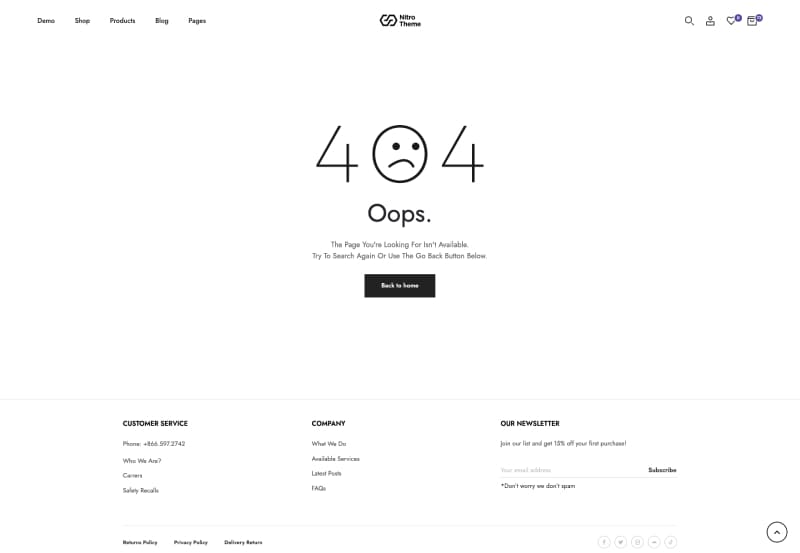 Demo Shop Products Blog Pages
Nitro
Theme
0
4 4
Oops.
The Page You're Looking For Isn't Available.
Try To Search Again Or Use The Go Back Button Below.
Back to home
CUSTOMER SERVICE
Phone: +866.597.2742
Who We Are?
Carrers
Safety Recalls
COMPANY
What We Do
Available Services
Latest Posts
FAQs
OUR NEWSLETTER
Join our list and get 15% off your first purchase!
Your email address Subscribe
*Don't worry we don't spam
Returns Policy Privacy Policy Delivery Return